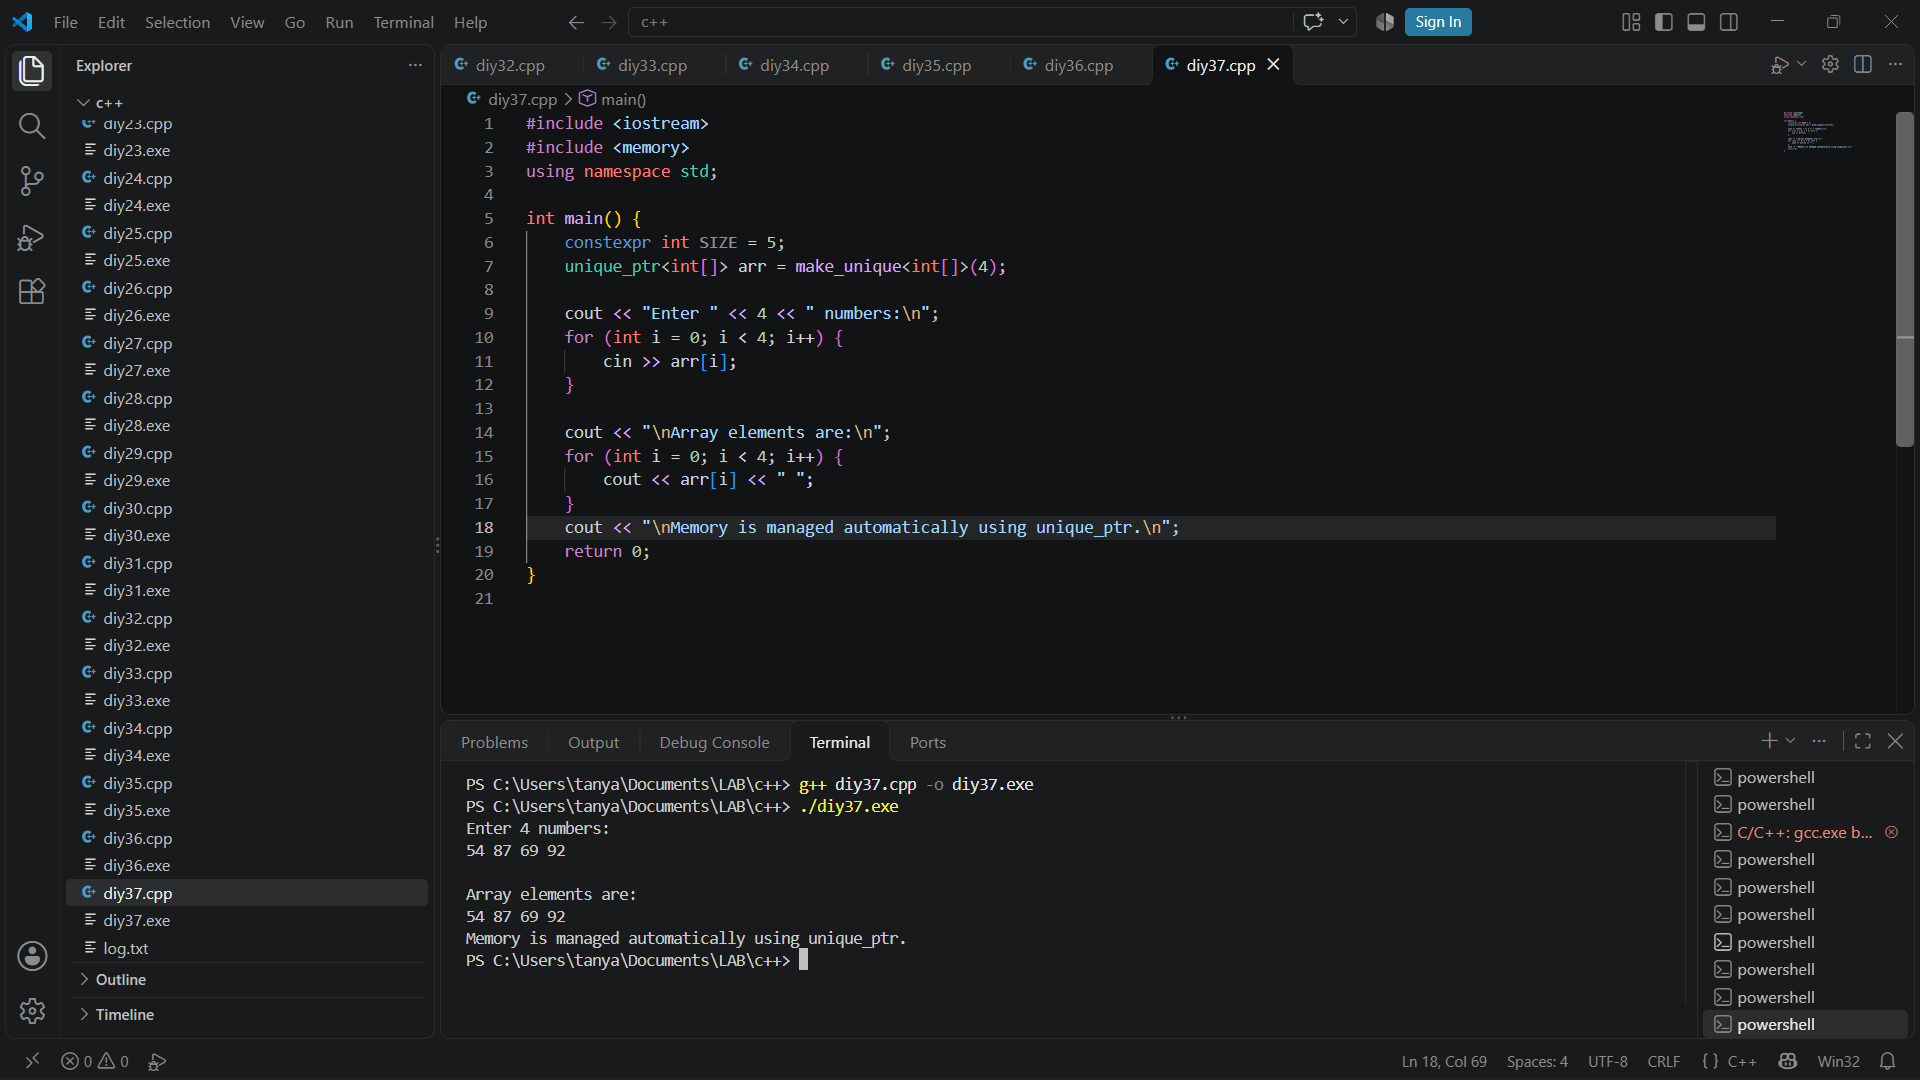 File Edit Selection View Go Run Terminal Help
c++
Sign In
Explorer
diy32.cpp diy33.cpp diy34.cpp diy35.cpp diy36.cpp diy37.cpp
c++
diy23.cpp
diy23.exe
diy24.cpp
diy24.exe
diy25.cpp
diy25.exe
diy26.cpp
diy26.exe
diy27.cpp
diy27.exe
diy28.cpp
diy28.exe
diy29.cpp
diy29.exe
diy30.cpp
diy30.exe
diy31.cpp
diy31.exe
diy32.cpp
diy32.exe
diy33.cpp
diy33.exe
diy34.cpp
diy34.exe
diy35.cpp
diy35.exe
diy36.cpp
diy36.exe
diy37.cpp
diy37.exe
log.txt
Outline
Timeline
diy37.cpp > main()
1 #include <iostream>
2 #include <memory>
3 using namespace std;
4
5 int main() {
6 constexpr int SIZE = 5;
7 unique_ptr<int[]> arr = make_unique<int[]>(4);
8
9 cout << "Enter " << 4 << " numbers:\n";
10 for (int i = 0; i < 4; i++) {
11 cin >> arr[i];
12 }
13
14 cout << "\nArray elements are:\n";
15 for (int i = 0; i < 4; i++) {
16 cout << arr[i] << " ";
17 }
18 cout << "\nMemory is managed automatically using unique_ptr.\n";
19 return 0;
20 }
21
Problems Output Debug Console Terminal Ports
PS C:\Users\tanya\Documents\LAB\c++> g++ diy37.cpp -o diy37.exe
PS C:\Users\tanya\Documents\LAB\c++> ./diy37.exe
Enter 4 numbers:
54 87 69 92

Array elements are:
54 87 69 92
Memory is managed automatically using unique_ptr.
PS C:\Users\tanya\Documents\LAB\c++>
powershell
powershell
C/C++: gcc.exe b...
powershell
powershell
powershell
powershell
powershell
powershell
powershell
0 0
Ln 18, Col 69 Spaces: 4 UTF-8 CRLF {} C++ Win32